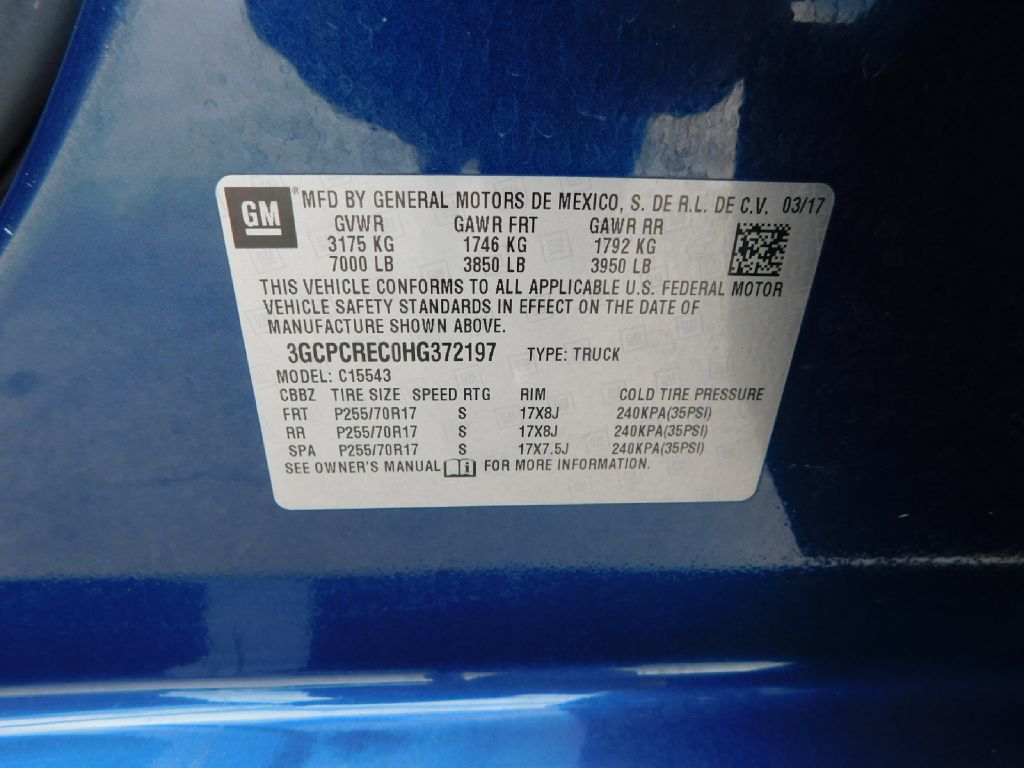 GM ® MFD BY GENERAL MOTORS DE MEXICO, S. DE R.L. DE C.V. 03/17
GVWR GAWR FRT GAWR RR
3175 KG 1746 KG 1792 KG
7000 LB 3850 LB 3950 LB
THIS VEHICLE CONFORMS TO ALL APPLICABLE U.S. FEDERAL MOTOR
VEHICLE SAFETY STANDARDS IN EFFECT ON THE DATE OF
MANUFACTURE SHOWN ABOVE.
3GCPCREC0HG372197 TYPE: TRUCK
MODEL: C15543
CBBZ TIRE SIZE SPEED RTG RIM COLD TIRE PRESSURE
FRT P255/70R17 S 17X8J 240KPA(35PSI)
RR P255/70R17 S 17X8J 240KPA(35PSI)
SPA P255/70R17 S 17X7.5J 240KPA(35PSI)
SEE OWNER'S MANUAL i FOR MORE INFORMATION.